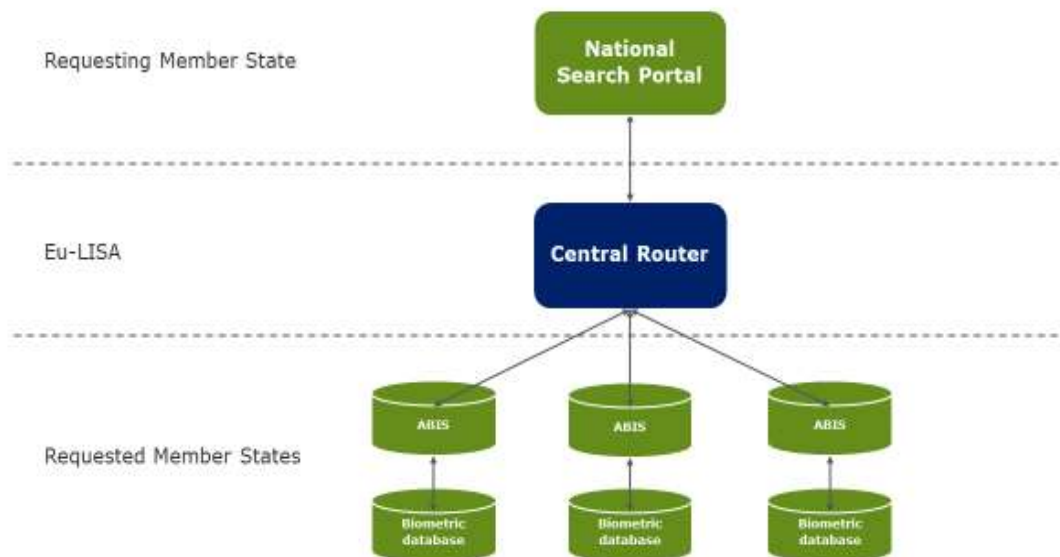 Requesting Member State
National
Search Portal
Eu-LISA
Central Router
Requested Member States
ABIS
ABIS
ABIS
Biometric
database
Biometric
database
Biometric
database